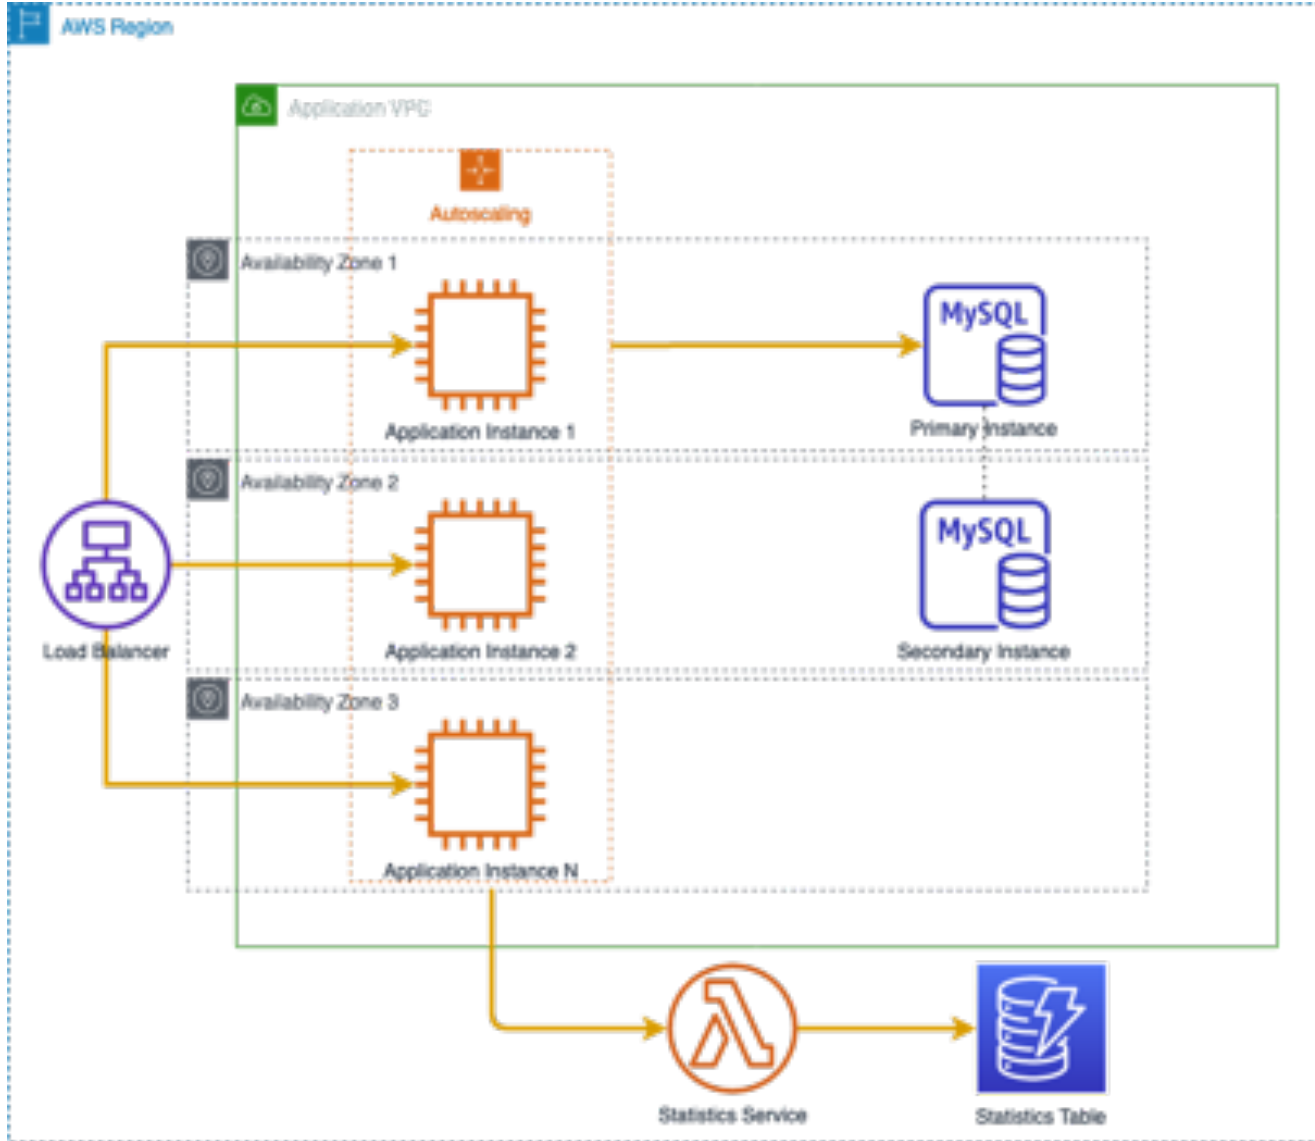 AWS Region
Application VPC
Autoscaling
Availability Zone 1
MySQL
Application Instance 1
Primary Instance
Availability Zone 2
MySQL
Load Balancer
Application Instance 2
Secondary Instance
Availability Zone 3
Application Instance N
Statistics Service
Statistics Table